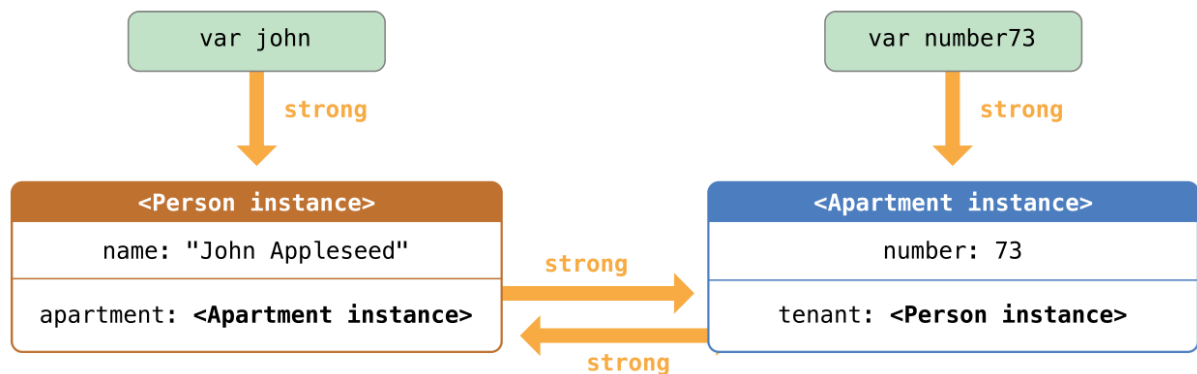 var john
var number73
strong
strong
<Person instance>
<Apartment instance>
name: "John Appleseed"
number: 73
strong
apartment: <Apartment instance>
tenant: <Person instance>
strong